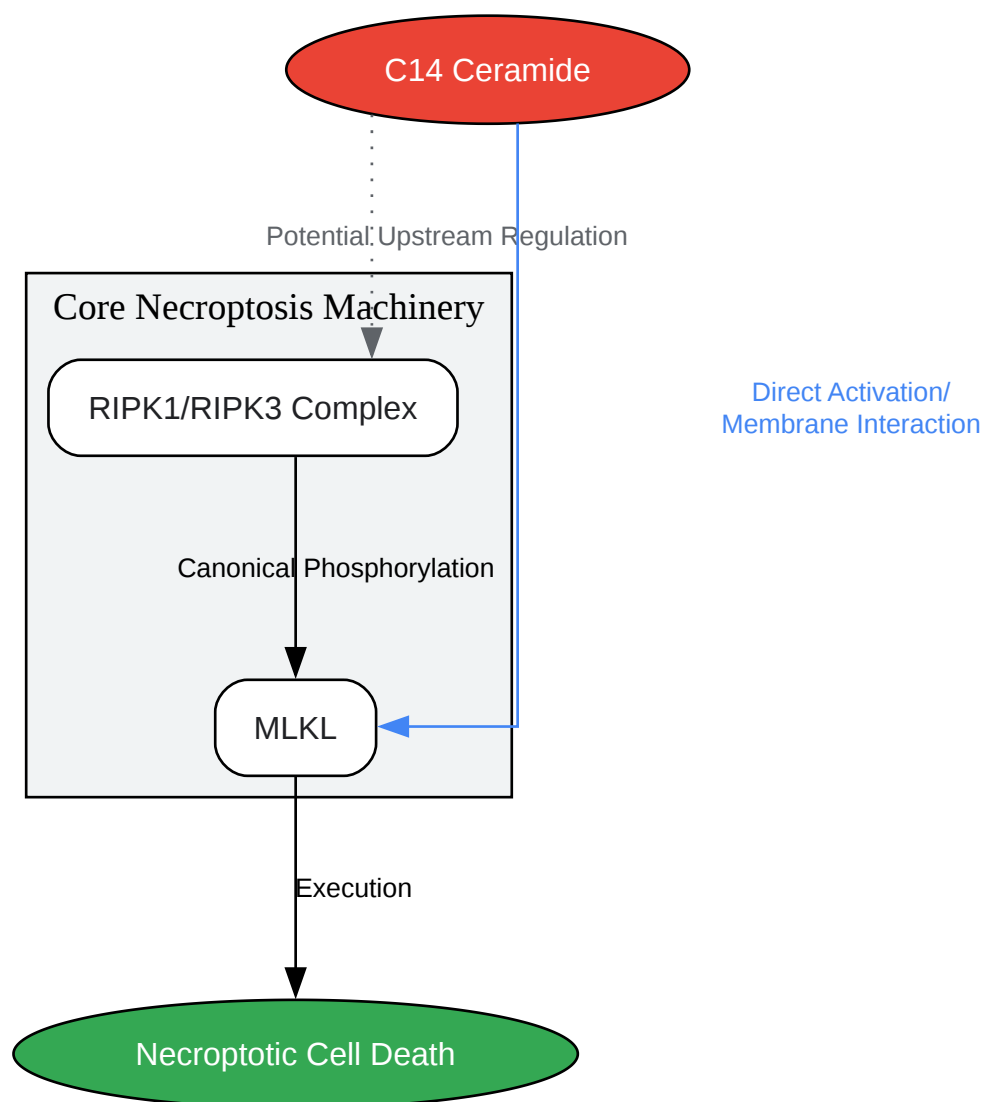 C14 Ceramide
Potential Upstream Regulation
Core Necroptosis Machinery
RIPK1/RIPK3 Complex
Direct Activation/
Membrane Interaction
Canonical Phosphorylation
MLKL
Execution
Necroptotic Cell Death